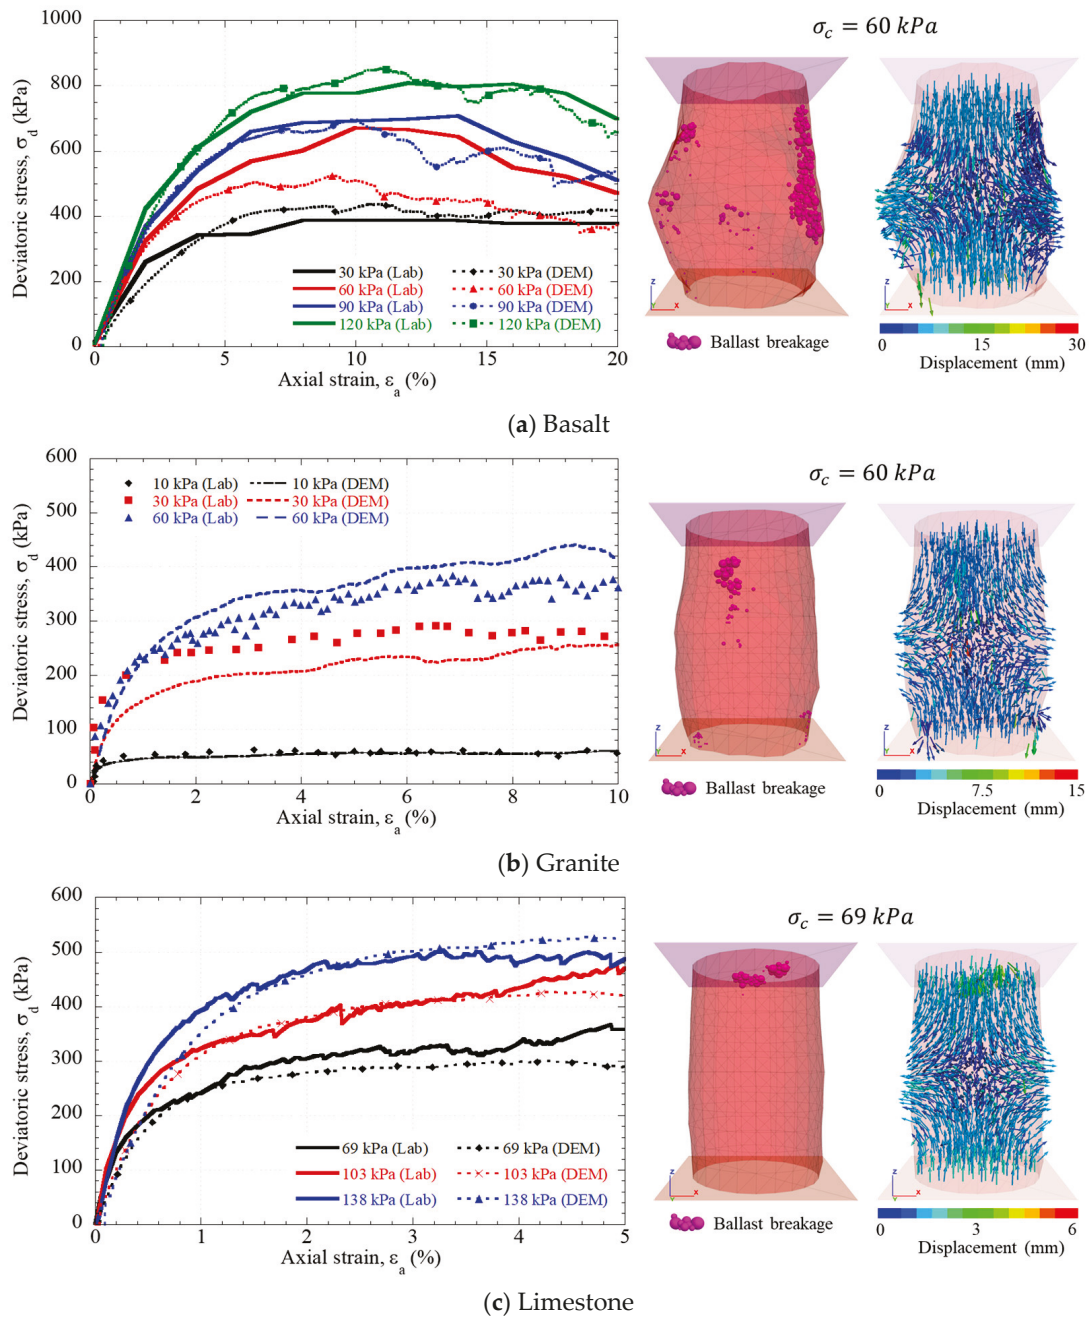 σc = 60 kPa
1000
800
600
400
200
0
Deviatoric stress, σd (kPa)
30 kPa (Lab) 30 kPa (DEM)
60 kPa (Lab) 60 kPa (DEM)
90 kPa (Lab) 90 kPa (DEM)
120 kPa (Lab) 120 kPa (DEM)
0 5 10 15 20
Axial strain, εa (%)
Z
Y X
Ballast breakage
Z
Y X
0 15 30
Displacement (mm)
(a) Basalt
σc = 60 kPa
600
500
400
300
200
100
0
Deviatoric stress, σd (kPa)
10 kPa (Lab) 10 kPa (DEM)
30 kPa (Lab) 30 kPa (DEM)
60 kPa (Lab) 60 kPa (DEM)
0 2 4 6 8 10
Axial strain, εa (%)
Z
Y X
Ballast breakage
Z
Y X
0 7.5 15
Displacement (mm)
(b) Granite
σc = 69 kPa
600
500
400
300
200
100
0
Deviatoric stress, σd (kPa)
69 kPa (Lab) 69 kPa (DEM)
103 kPa (Lab) 103 kPa (DEM)
138 kPa (Lab) 138 kPa (DEM)
0 1 2 3 4 5
Axial strain, εa (%)
Z
Y X
Ballast breakage
Z
Y X
0 3 6
Displacement (mm)
(c) Limestone